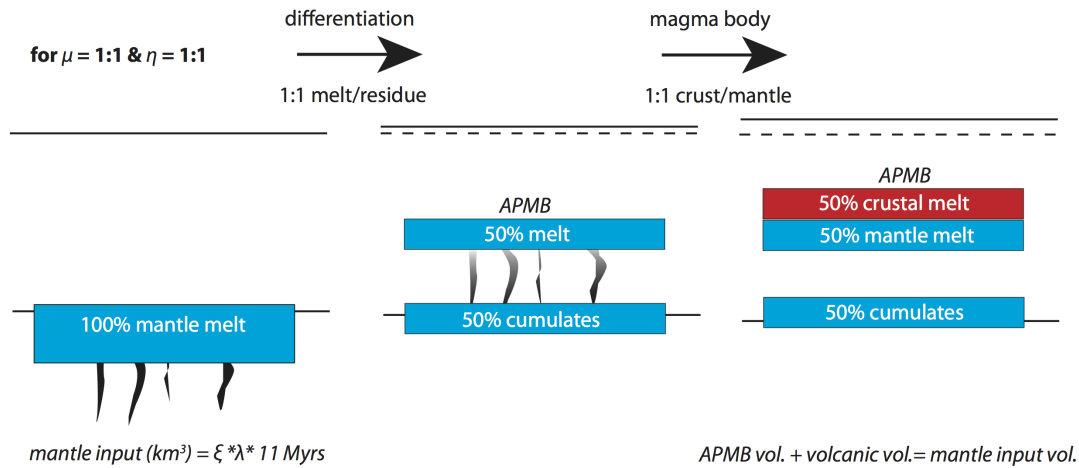 differentiation
magma body
for μ = 1:1 & η = 1:1
1:1 melt/residue
1:1 crust/mantle
APMB
50% crustal melt
APMB
50% melt
50% mantle melt
100% mantle melt
50% cumulates
50% cumulates
mantle input (km³) = ξ *λ* 11 Myrs
APMB vol. + volcanic vol.= mantle input vol.